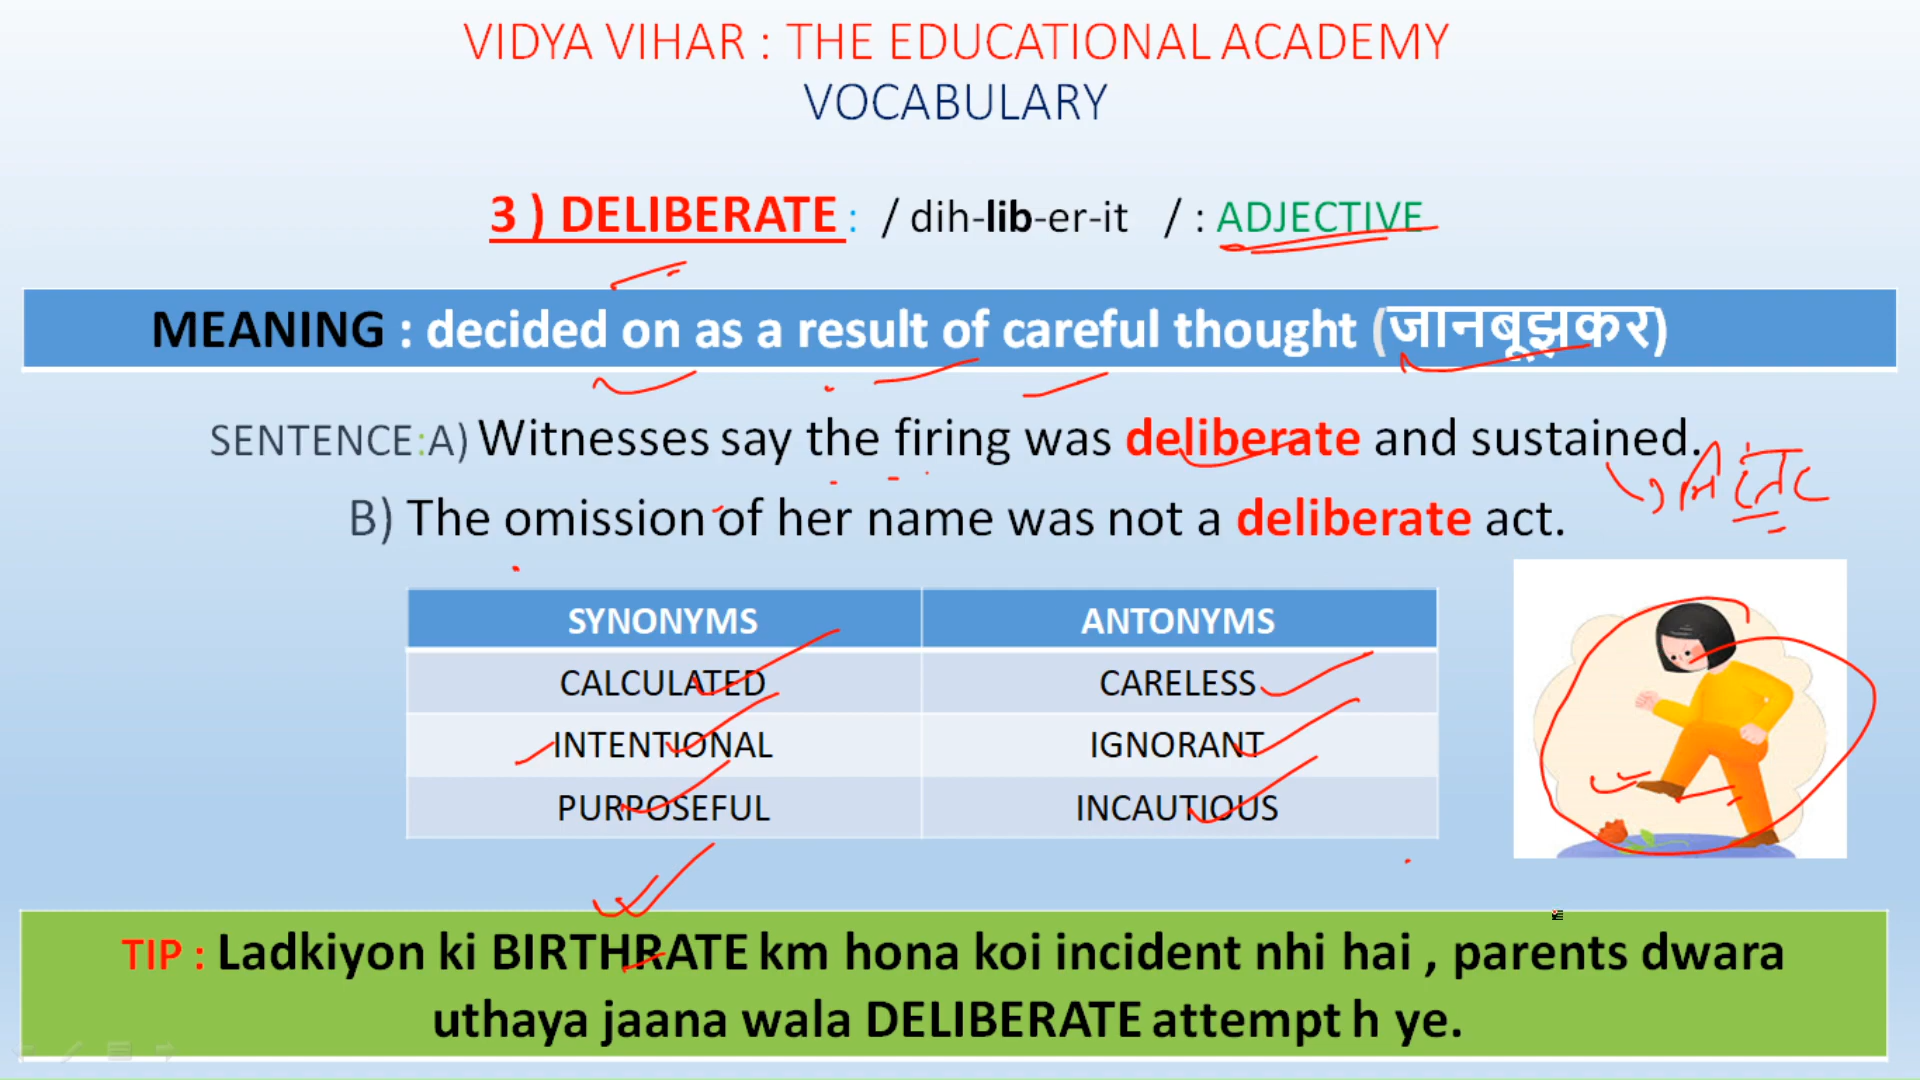 VIDYA VIHAR : THE EDUCATIONAL ACADEMY
VOCABULARY
3 ) DELIBERATE : / dih-lib-er-it / : ADJECTIVE
MEANING : decided on as a result of careful thought (जानबूझकर)
SENTENCE:A) Witnesses say the firing was deliberate and sustained.
B) The omission of her name was not a deliberate act.
SYNONYMS ANTONYMS
CALCULATED CARELESS
INTENTIONAL IGNORANT
PURPOSEFUL INCAUTIOUS
TIP : Ladkiyon ki BIRTHRATE km hona koi incident nhi hai , parents dwara
uthaya jaana wala DELIBERATE attempt h ye.